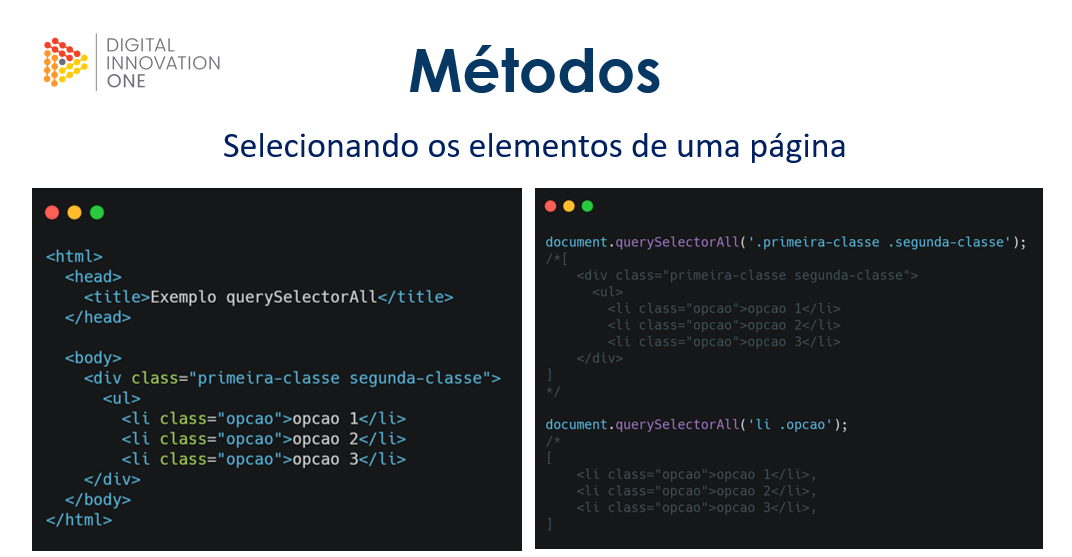 DIGITAL
INNOVATION
ONE
Métodos
Selecionando os elementos de uma página
<html>
  <head>
    <title>Exemplo querySelectorAll</title>
  </head>

  <body>
    <div class="primeira-classe segunda-classe">
      <ul>
        <li class="opcao">opcao 1</li>
        <li class="opcao">opcao 2</li>
        <li class="opcao">opcao 3</li>
    </div>
  </body>
</html>
document.querySelectorAll('.primeira-classe .segunda-classe');
/*[
    <div class="primeira-classe segunda-classe">
      <ul>
        <li class="opcao">opcao 1</li>
        <li class="opcao">opcao 2</li>
        <li class="opcao">opcao 3</li>
    </div>
]
*/

document.querySelectorAll('li .opcao');
/*
[
    <li class="opcao">opcao 1</li>,
    <li class="opcao">opcao 2</li>,
    <li class="opcao">opcao 3</li>,
]